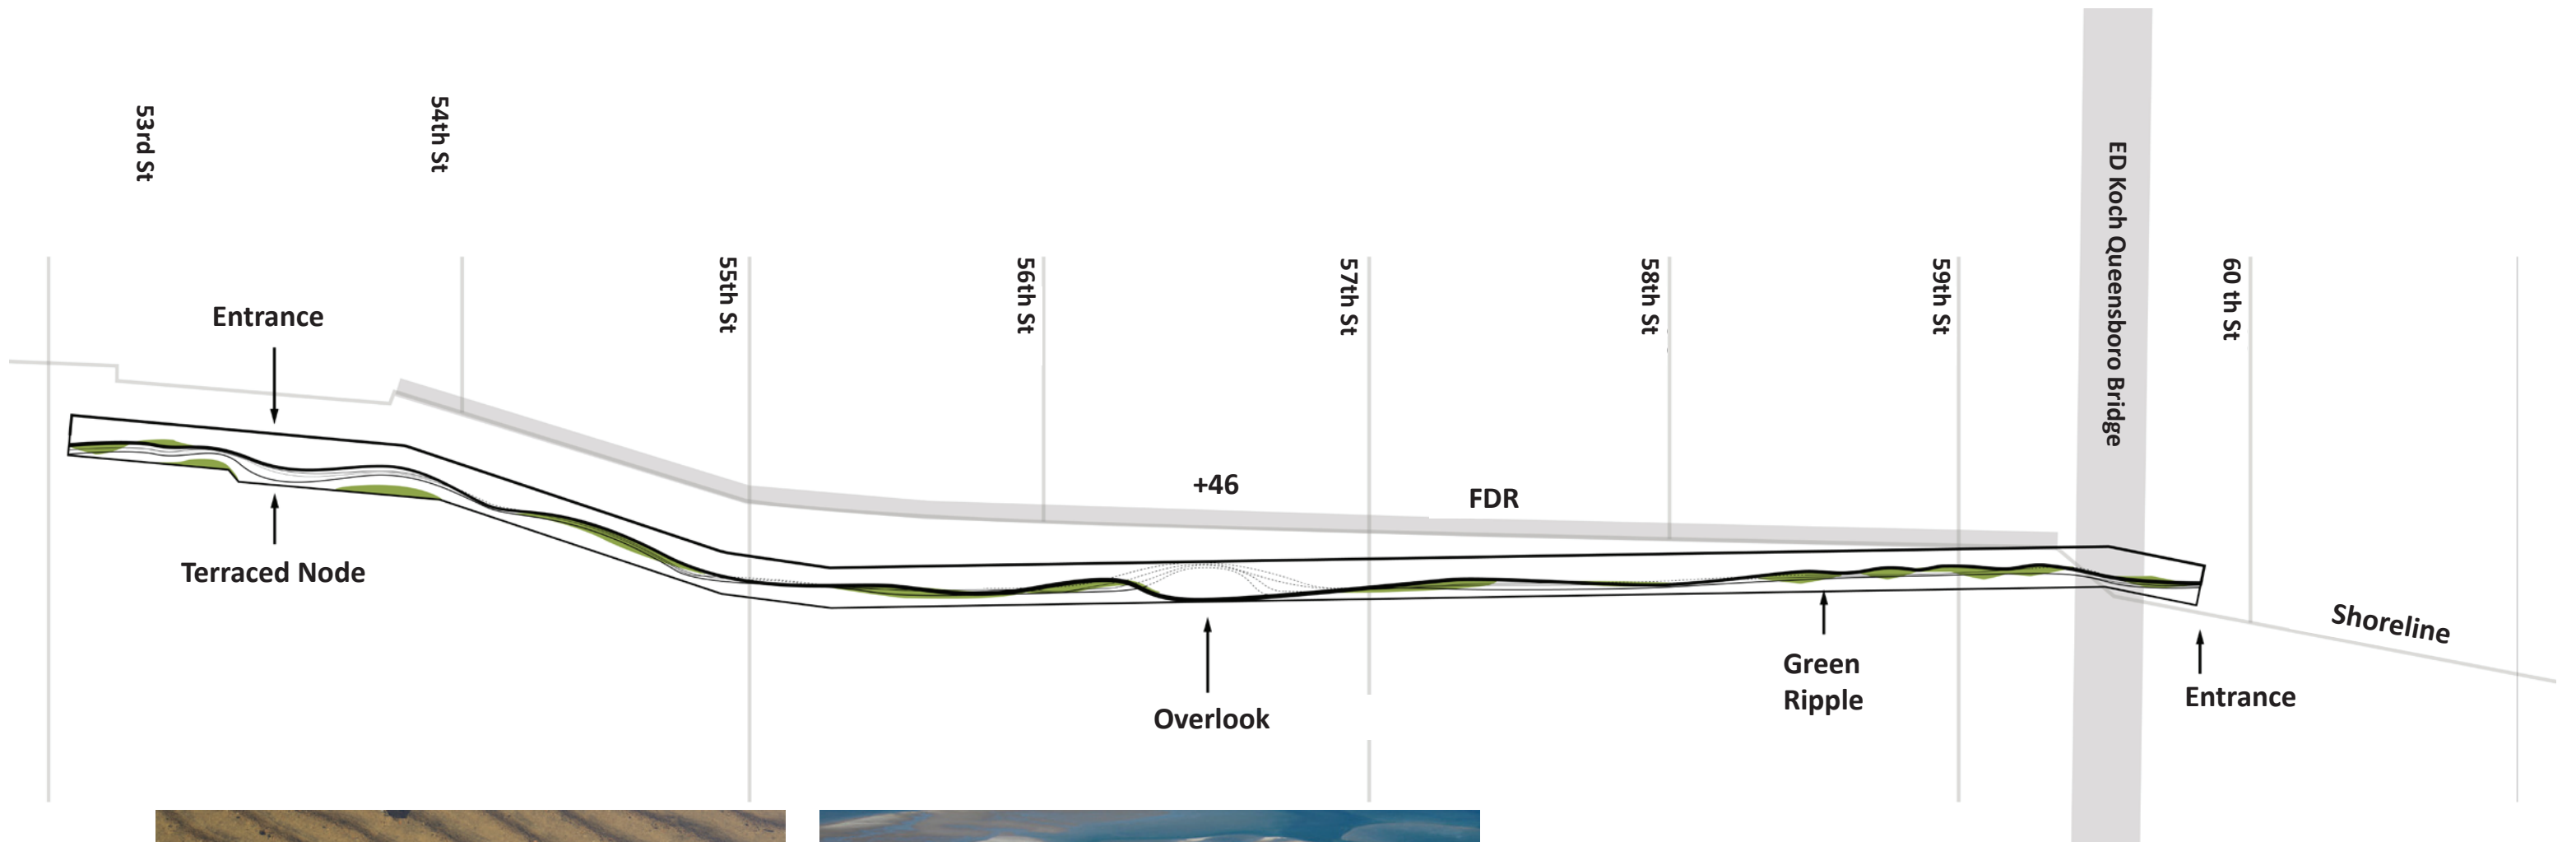 53rd St
54th St
55th St
56th St
57th St
58th St
59th St
ED Koch Queensboro Bridge
60 th St
Entrance
+46
FDR
Terraced Node
Overlook
Green
Ripple
Shoreline
Entrance